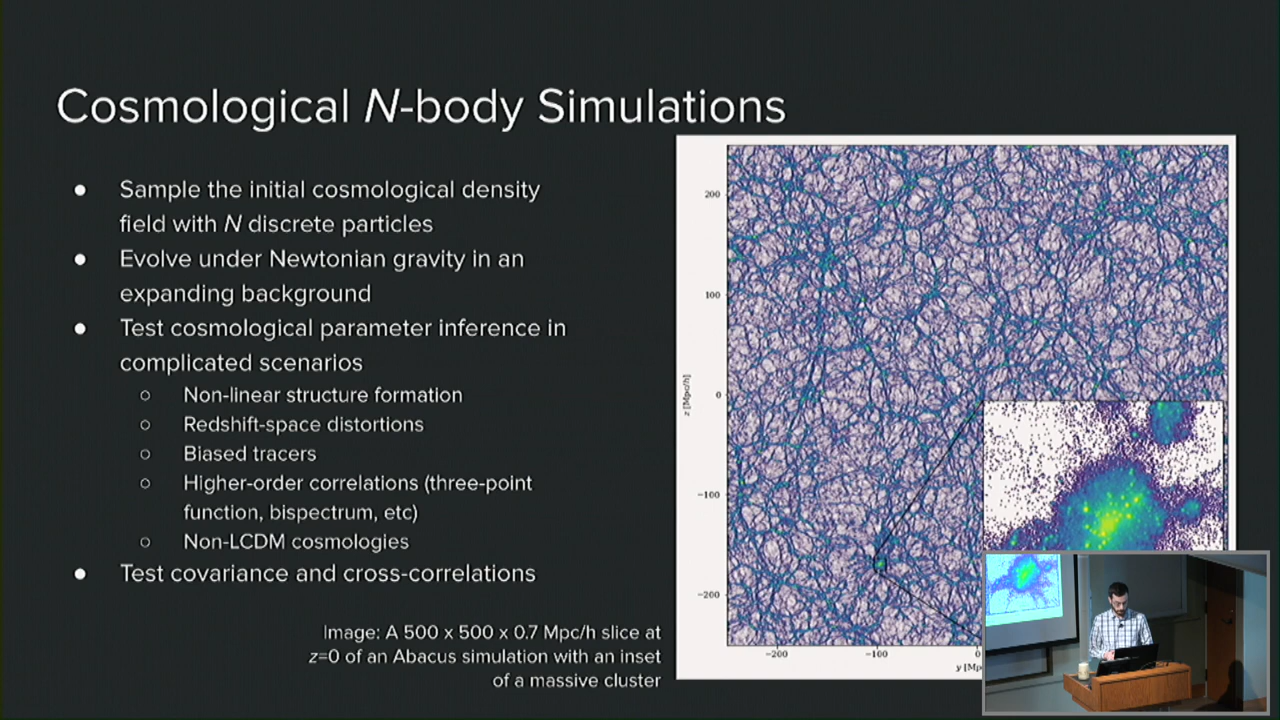 Cosmological N-body Simulations
● Sample the initial cosmological density
field with N discrete particles
● Evolve under Newtonian gravity in an
expanding background
● Test cosmological parameter inference in
complicated scenarios
○ Non-linear structure formation
○ Redshift-space distortions
○ Biased tracers
○ Higher-order correlations (three-point
function, bispectrum, etc)
○ Non-LCDM cosmologies
● Test covariance and cross-correlations
Image: A 500 x 500 x 0.7 Mpc/h slice at
z=0 of an Abacus simulation with an inset
of a massive cluster
200
100
0
−100
−200
z [Mpc/h]
−200 −100 0
y [Mp